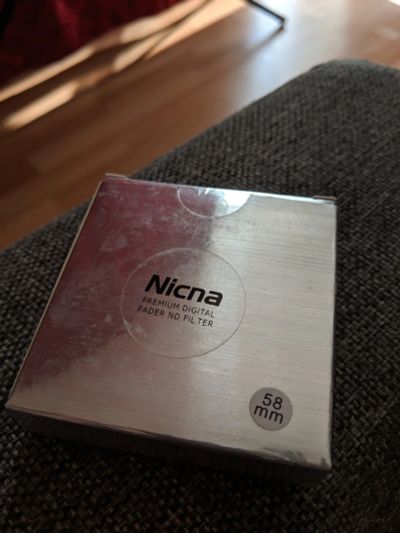 Nicna
PREMIUM DIGITAL
FADER ND FILTER
58
mm